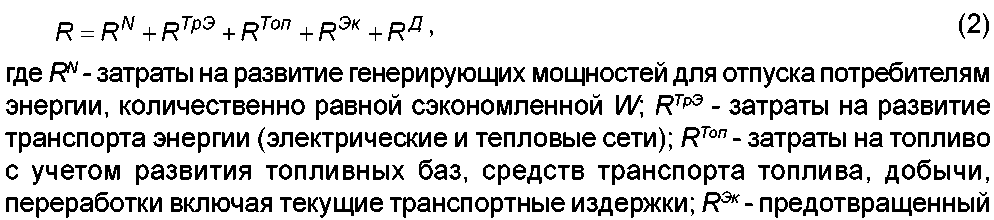 R = R^N + R^ТрЭ + R^Топ + R^Эк + R^Д , (2)
где R^N - затраты на развитие генерирующих мощностей для отпуска потребителям
энергии, количественно равной сэкономленной W; R^ТрЭ - затраты на развитие
транспорта энергии (электрические и тепловые сети); R^Топ - затраты на топливо
с учетом развития топливных баз, средств транспорта топлива, добычи,
переработки включая текущие транспортные издержки; R^Эк - предотвращенный